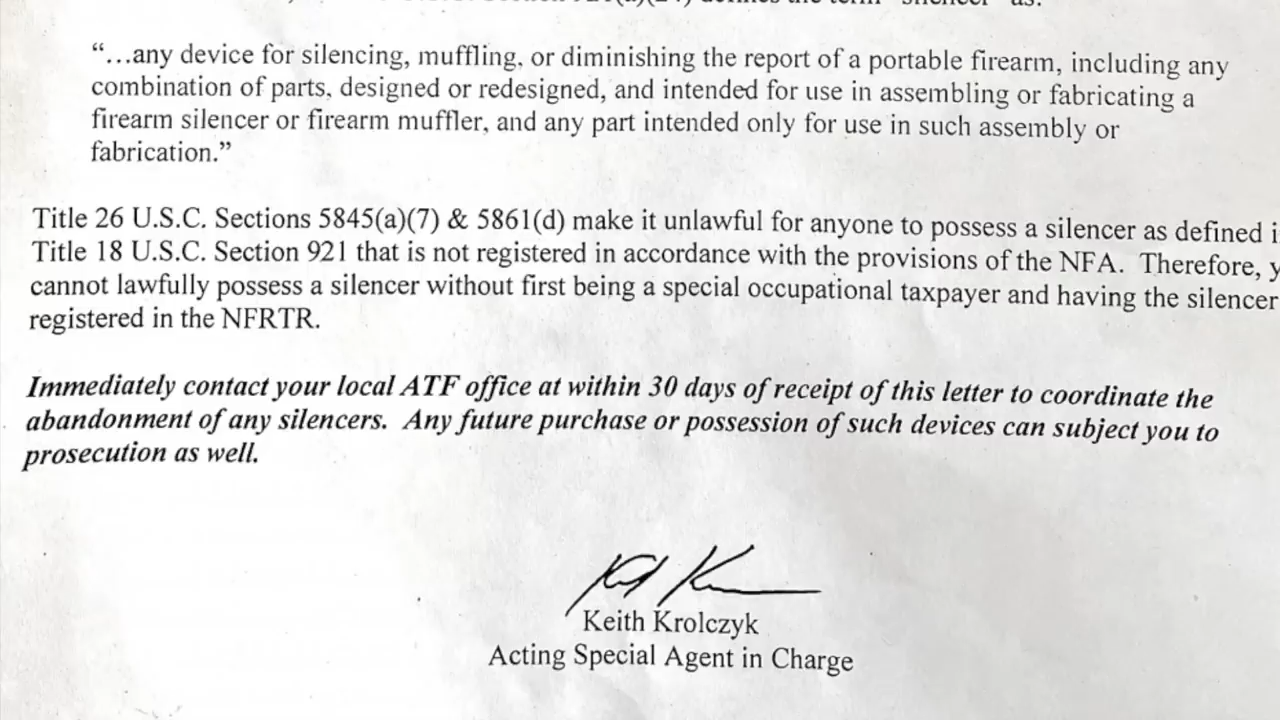 “…any device for silencing, muffling, or diminishing the report of a portable firearm, including any
combination of parts, designed or redesigned, and intended for use in assembling or fabricating a
firearm silencer or firearm muffler, and any part intended only for use in such assembly or
fabrication.”
Title 26 U.S.C. Sections 5845(a)(7) & 5861(d) make it unlawful for anyone to possess a silencer as defined
Title 18 U.S.C. Section 921 that is not registered in accordance with the provisions of the NFA. Therefore,
cannot lawfully possess a silencer without first being a special occupational taxpayer and having the silencer
registered in the NFRTR.
Immediately contact your local ATF office at within 30 days of receipt of this letter to coordinate the
abandonment of any silencers. Any future purchase or possession of such devices can subject you to
prosecution as well.
Keith Krolczyk
Acting Special Agent in Charge